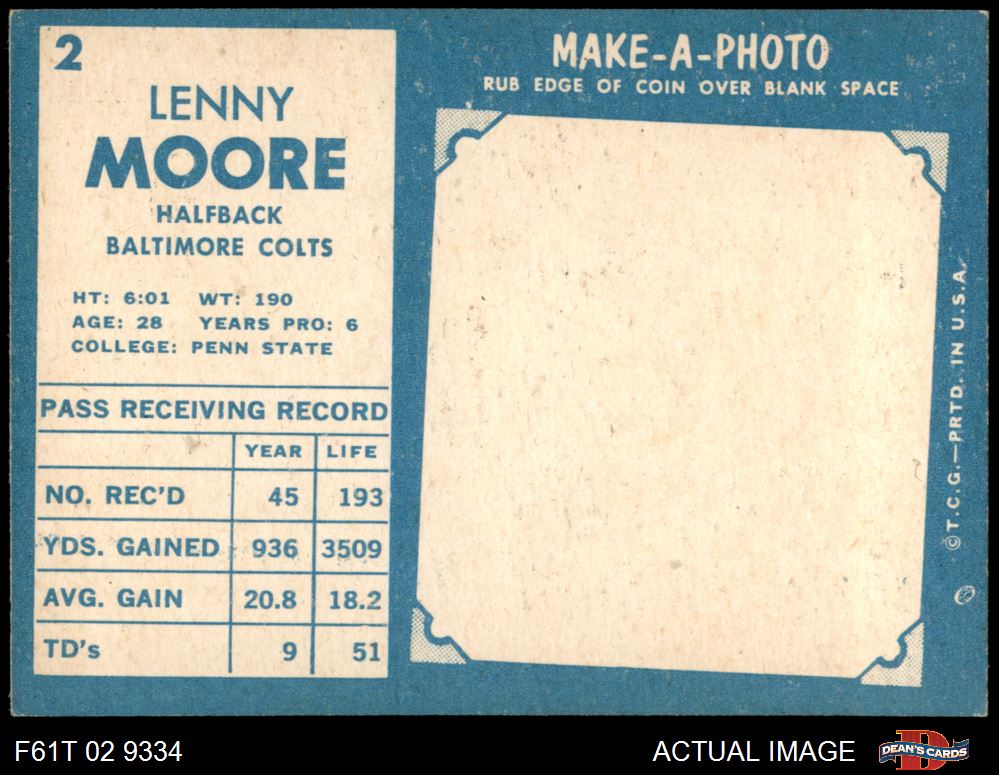 2
LENNY
MOORE
HALFBACK
BALTIMORE COLTS
HT: 6:01 WT: 190
AGE: 28 YEARS PRO: 6
COLLEGE: PENN STATE
PASS RECEIVING RECORD
YEAR LIFE
NO. REC'D 45 193
YDS. GAINED 936 3509
AVG. GAIN 20.8 18.2
TD's 9 51
MAKE-A-PHOTO
RUB EDGE OF COIN OVER BLANK SPACE
©T.C.G.—PRTD. IN U.S.A.
F61T 02 9334
ACTUAL IMAGE
D
DEAN'S CARDS